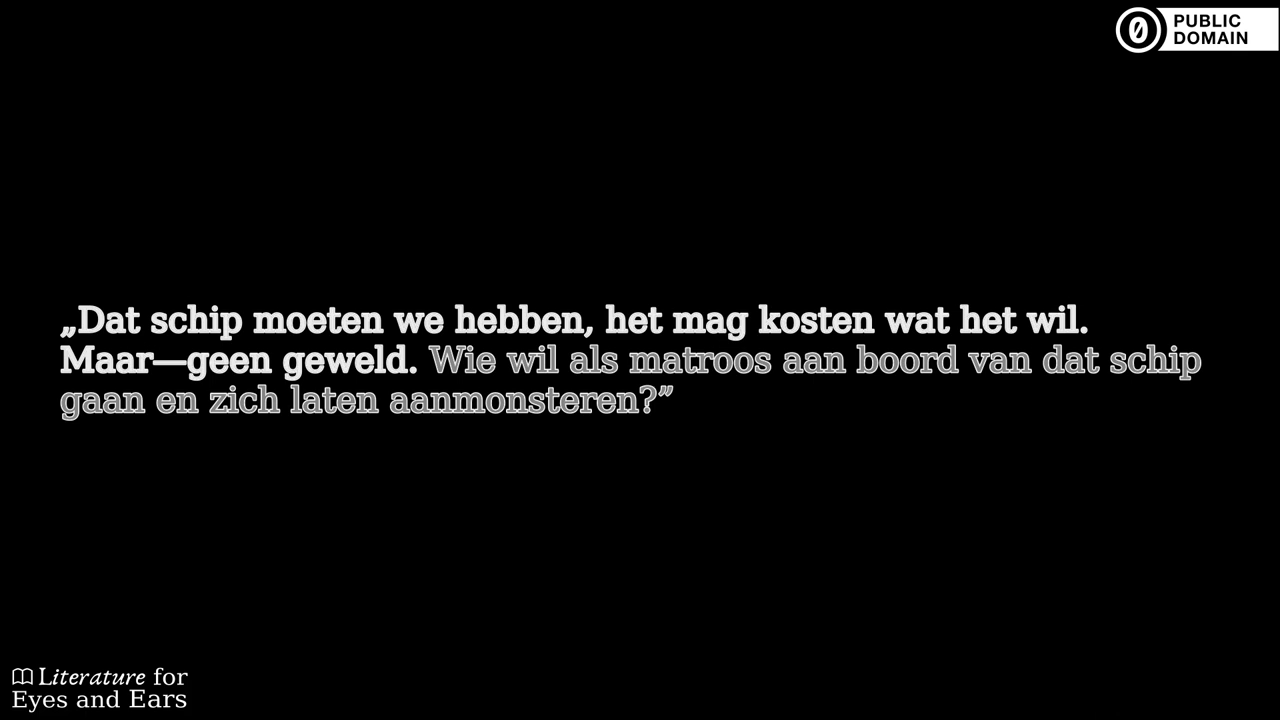 PUBLIC
DOMAIN
„Dat schip moeten we hebben, het mag kosten wat het wil.
Maar—geen geweld. Wie wil als matroos aan boord van dat schip
gaan en zich laten aanmonsteren?”
Literature for
Eyes and Ears